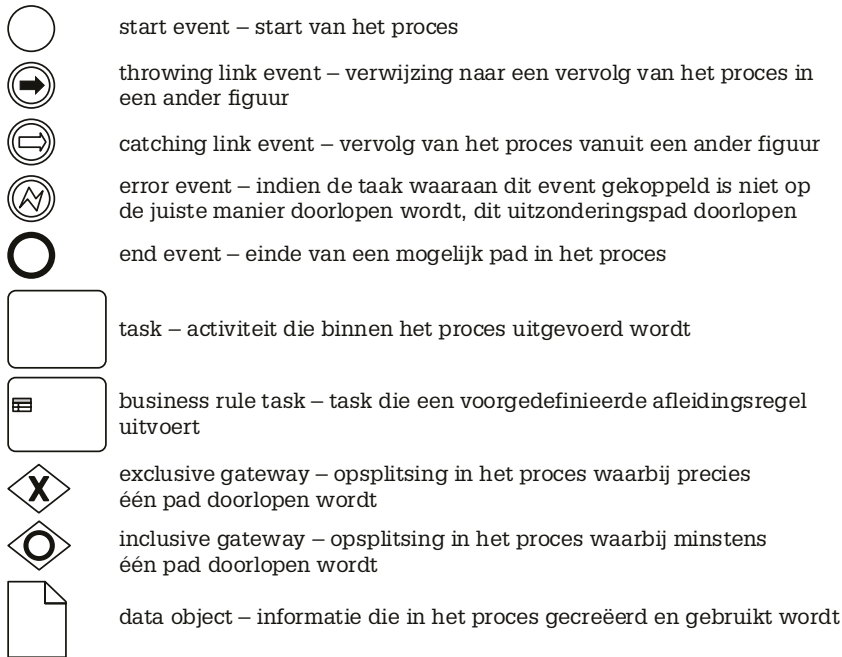 start event – start van het proces
throwing link event – verwijzing naar een vervolg van het proces in
een ander figuur
catching link event – vervolg van het proces vanuit een ander figuur
error event – indien de taak waaraan dit event gekoppeld is niet op
de juiste manier doorlopen wordt, dit uitzonderingspad doorlopen
end event – einde van een mogelijk pad in het proces
task – activiteit die binnen het proces uitgevoerd wordt
business rule task – task die een voorgedefinieerde afleidingsregel
uitvoert
X
exclusive gateway – opsplitsing in het proces waarbij precies
één pad doorlopen wordt
inclusive gateway – opsplitsing in het proces waarbij minstens
één pad doorlopen wordt
data object – informatie die in het proces gecreëerd en gebruikt wordt